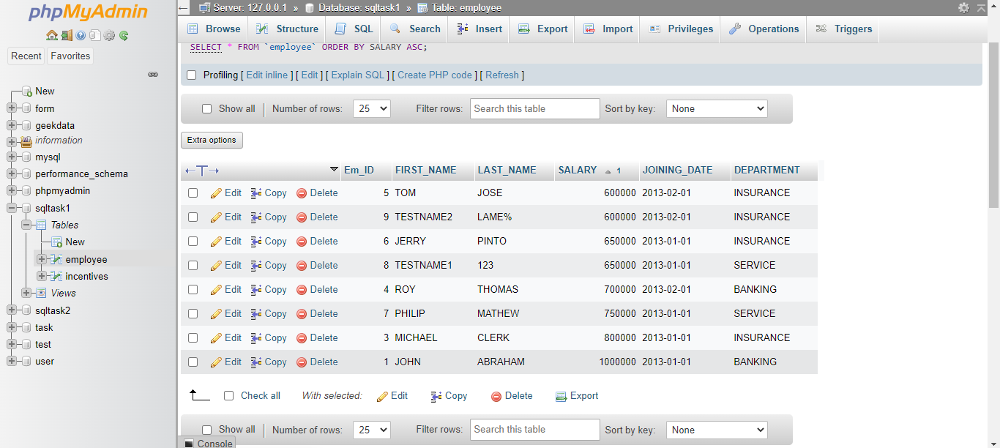 phpMyAdmin
Recent Favorites
New
form
geekdata
information
mysql
performance_schema
phpmyadmin
sqltask1
Tables
New
employee
incentives
Views
sqltask2
task
test
user
Server: 127.0.0.1 » Database: sqltask1 » Table: employee
Browse Structure SQL Search Insert Export Import Privileges Operations Triggers
SELECT * FROM `employee` ORDER BY SALARY ASC;
Profiling [ Edit inline ] [ Edit ] [ Explain SQL ] [ Create PHP code ] [ Refresh ]
Show all Number of rows: 25 Filter rows: Search this table Sort by key: None
Extra options
←T→ Em_ID FIRST_NAME LAST_NAME SALARY 1 JOINING_DATE DEPARTMENT
Edit Copy Delete 5 TOM JOSE 600000 2013-02-01 INSURANCE
Edit Copy Delete 9 TESTNAME2 LAME% 600000 2013-02-01 INSURANCE
Edit Copy Delete 6 JERRY PINTO 650000 2013-01-01 INSURANCE
Edit Copy Delete 8 TESTNAME1 123 650000 2013-01-01 SERVICE
Edit Copy Delete 4 ROY THOMAS 700000 2013-02-01 BANKING
Edit Copy Delete 7 PHILIP MATHEW 750000 2013-01-01 SERVICE
Edit Copy Delete 3 MICHAEL CLERK 800000 2013-01-01 INSURANCE
Edit Copy Delete 1 JOHN ABRAHAM 1000000 2013-01-01 BANKING
Check all With selected: Edit Copy Delete Export
Show all Number of rows: 25 Filter rows: Search this table Sort by key: None
Console